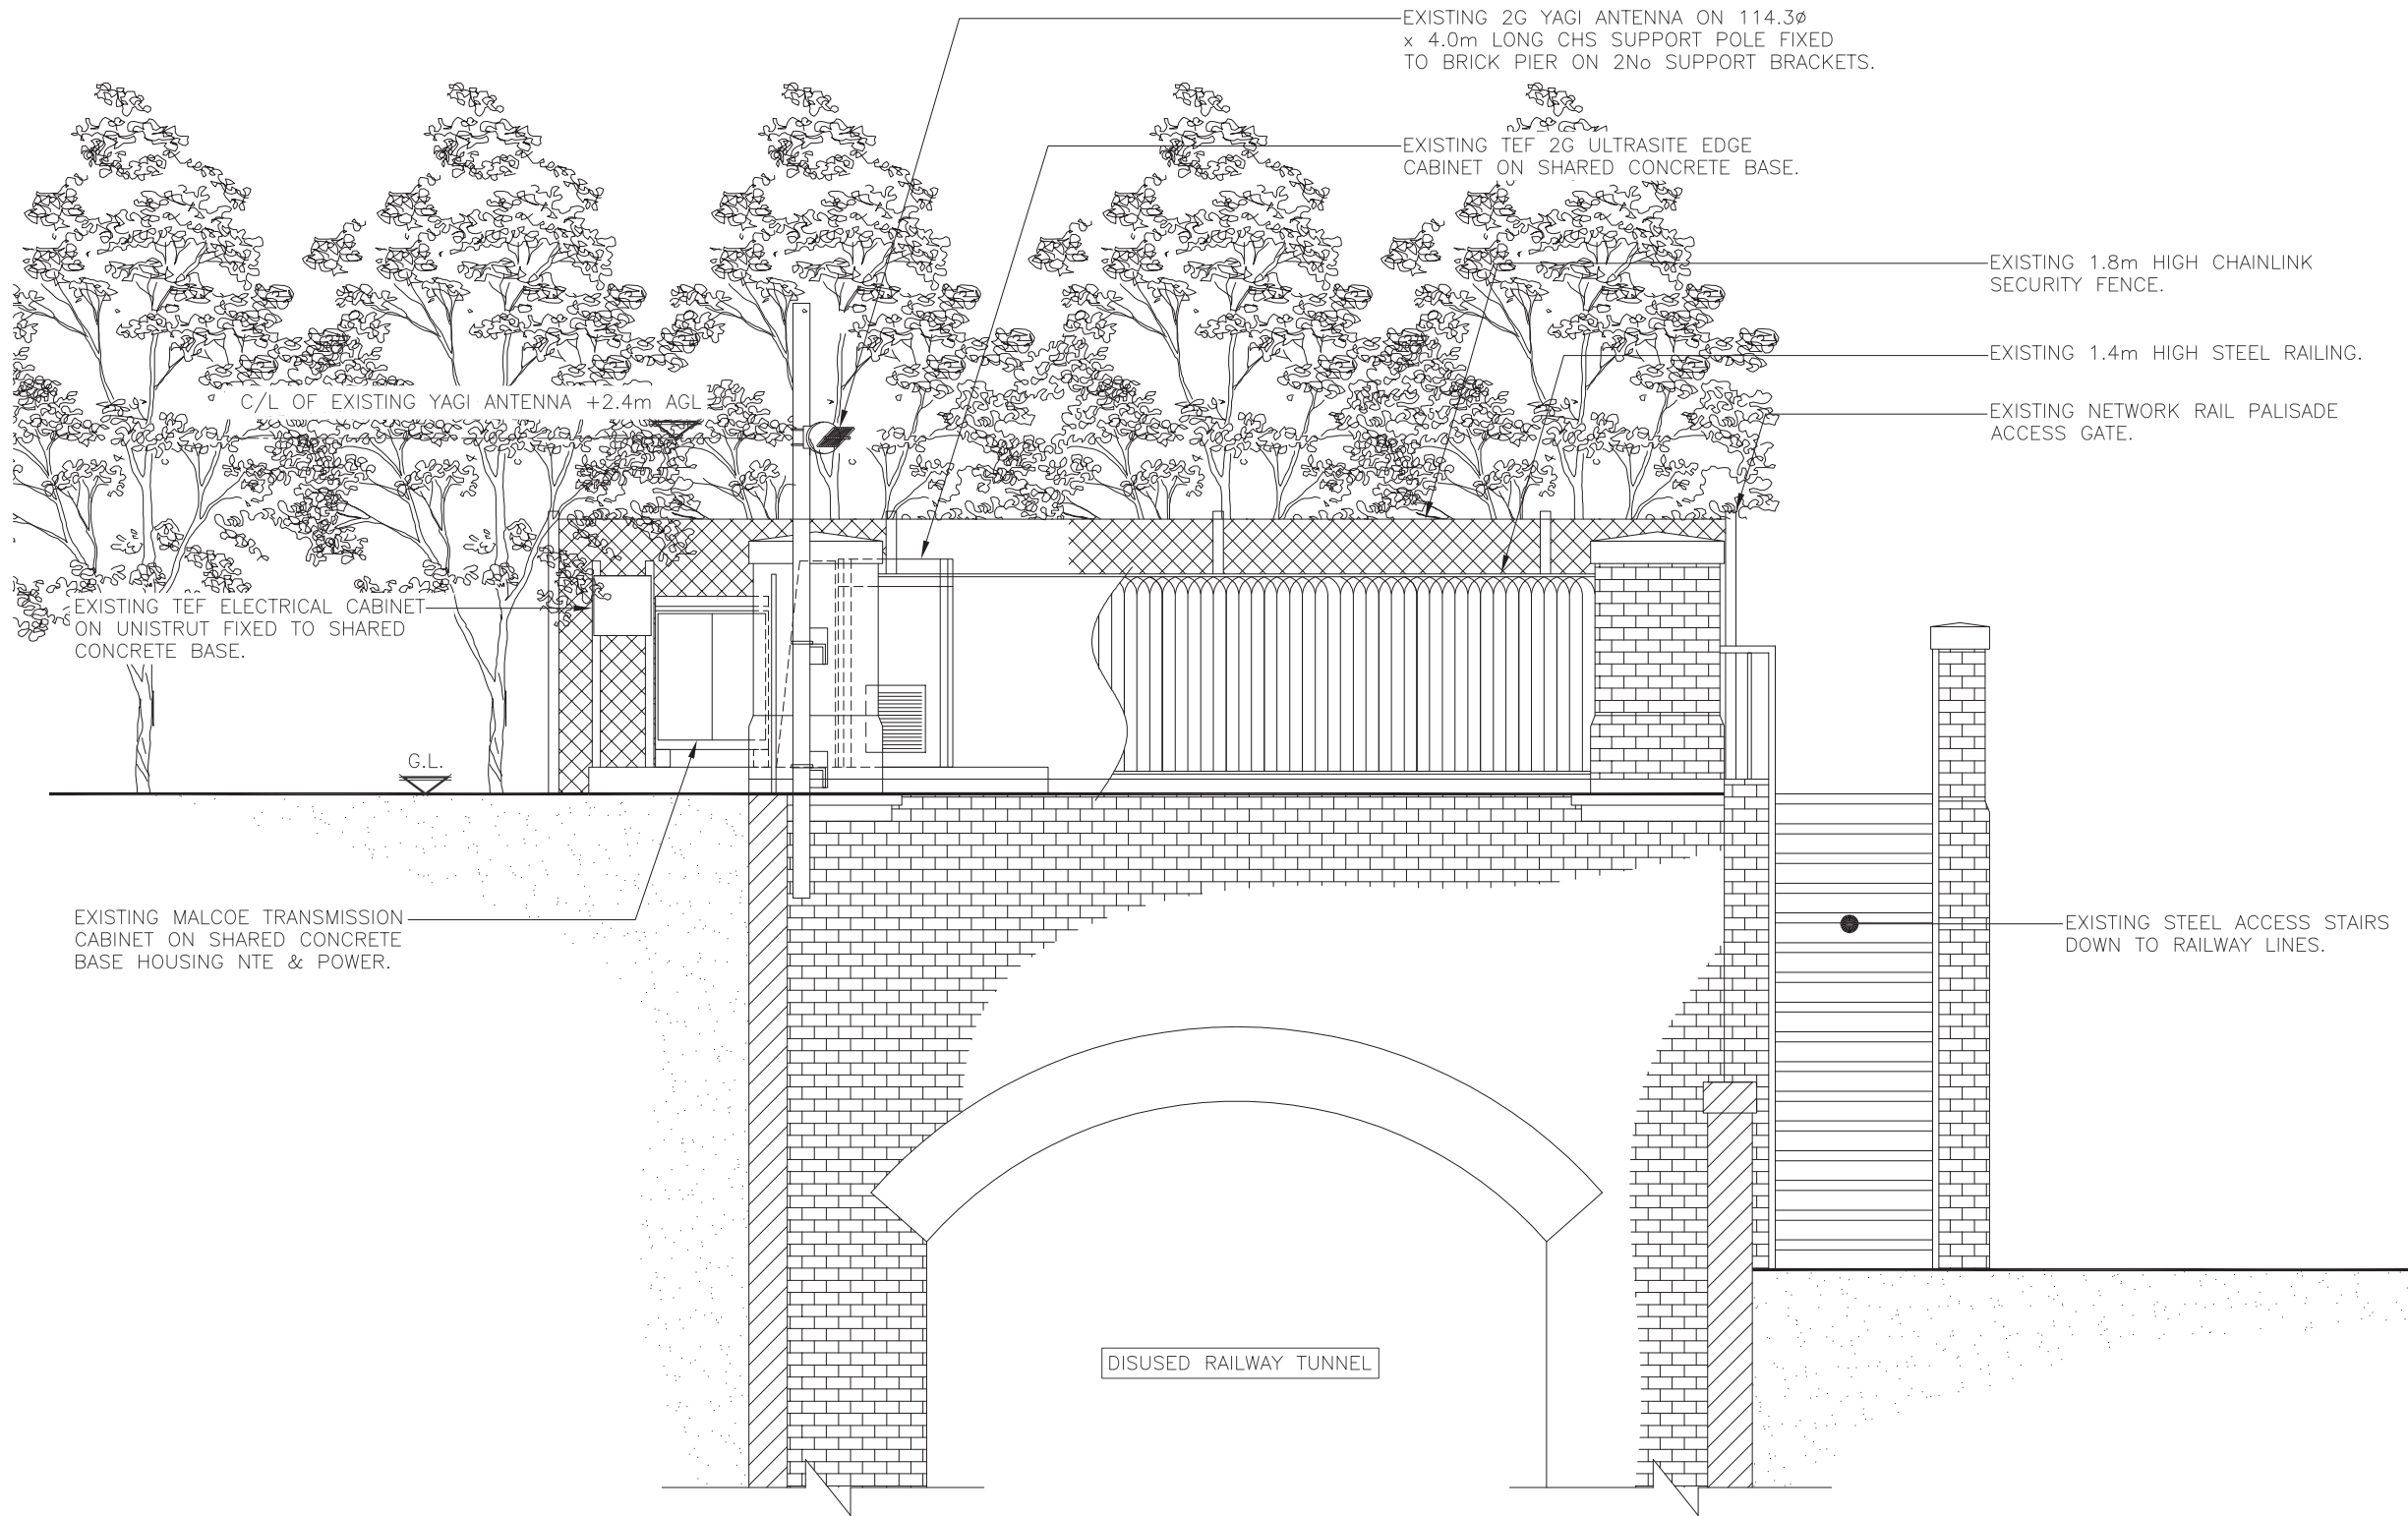 EXISTING 2G YAGI ANTENNA ON 114.3ø
x 4.0m LONG CHS SUPPORT POLE FIXED
TO BRICK PIER ON 2No SUPPORT BRACKETS.
EXISTING TEF 2G ULTRASITE EDGE
CABINET ON SHARED CONCRETE BASE.
EXISTING 1.8m HIGH CHAINLINK
SECURITY FENCE.
EXISTING 1.4m HIGH STEEL RAILING.
C/L OF EXISTING YAGI ANTENNA +2.4m AGL
EXISTING NETWORK RAIL PALISADE
ACCESS GATE.
EXISTING TEF ELECTRICAL CABINET
ON UNISTRUT FIXED TO SHARED
CONCRETE BASE.
G.L.
EXISTING MALCOE TRANSMISSION
CABINET ON SHARED CONCRETE
BASE HOUSING NTE & POWER.
EXISTING STEEL ACCESS STAIRS
DOWN TO RAILWAY LINES.
DISUSED RAILWAY TUNNEL